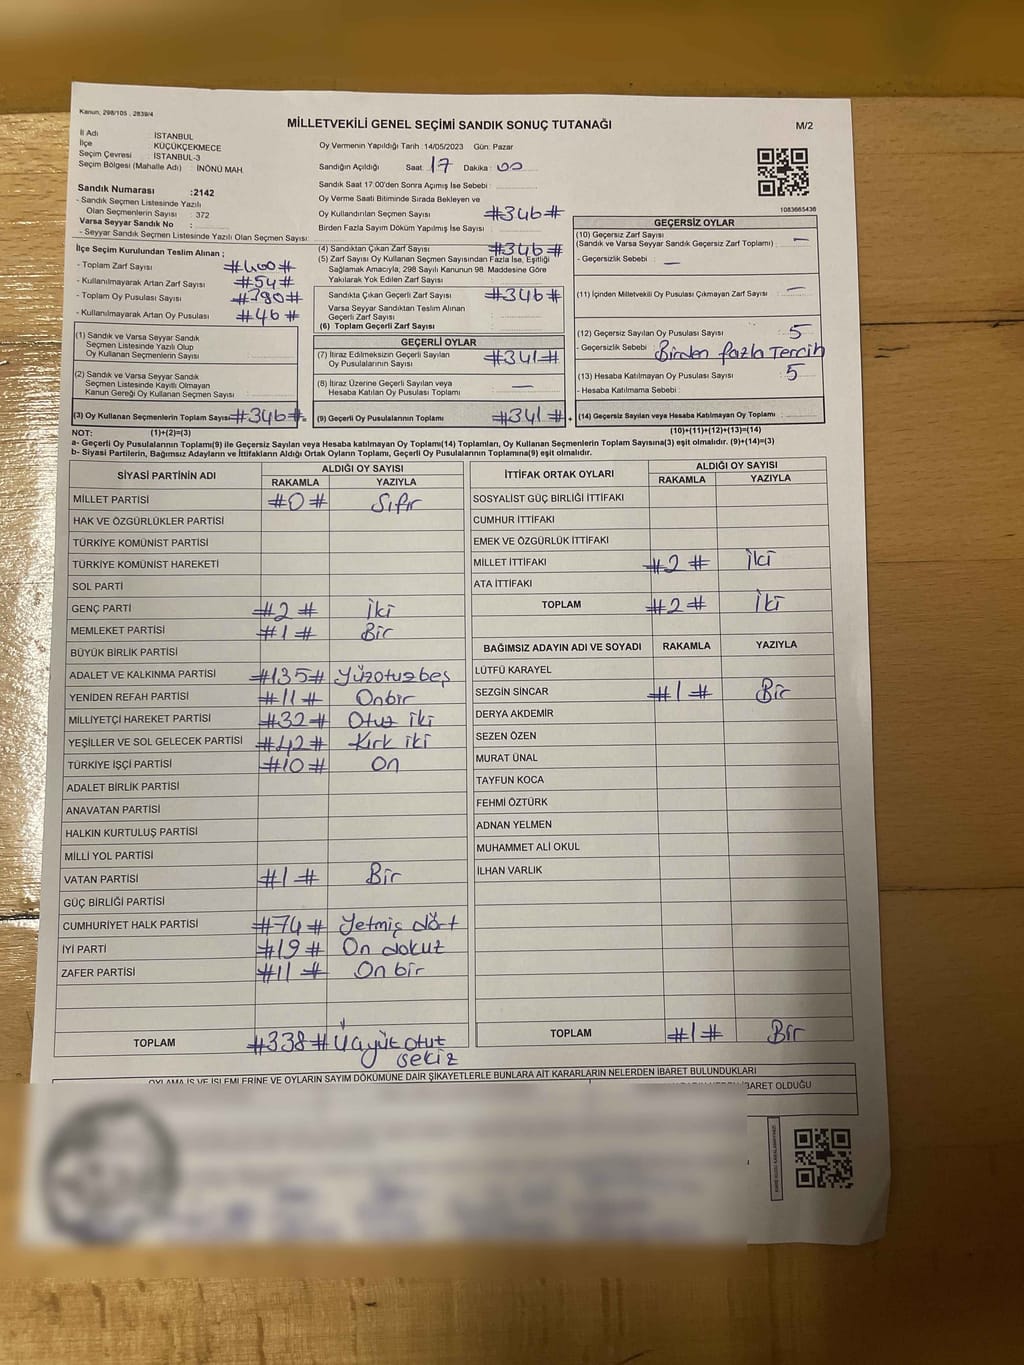 Kanun, 298/105 , 2839/4
MİLLETVEKİLİ GENEL SEÇİMİ SANDIK SONUÇ TUTANAĞI
M/2
İl Adı : İSTANBUL
İlçe : KÜÇÜKÇEKMECE
Seçim Çevresi : İSTANBUL-3
Seçim Bölgesi (Mahalle Adı) : İNÖNÜ MAH
Sandık Numarası :2142
- Sandık Seçmen Listesinde Yazılı
Olan Seçmenlerin Sayısı : 372
Varsa Seyyar Sandık No :
- Seyyar Sandık Seçmen Listesinde Yazılı Olan Seçmen Sayısı:
Oy Vermenin Yapıldığı Tarih : 14/05/2023 Gün: Pazar
Sandığın Açıldığı Saat: 17 Dakika: 00
Sandık Saat 17:00'den Sonra Açımış İse Sebebi :
Oy Verme Saati Bitiminde Sırada Bekleyen ve
Oy Kullandırılan Seçmen Sayısı #346#
Birden Fazla Sayım Döküm Yapılmış İse Sayısı :
1083665436
İlçe Seçim Kurulundan Teslim Alınan ;
- Toplam Zarf Sayısı #400#
- Kullanılmayarak Artan Zarf Sayısı #54#
- Toplam Oy Pusulası Sayısı #390#
- Kullanılmayarak Artan Oy Pusulası #46#
(1) Sandık ve Varsa Seyyar Sandık
Seçmen Listesinde Yazılı Olup
Oy Kullanan Seçmenlerin Sayısı :
(2) Sandık ve Varsa Seyyar Sandık
Seçmen Listesinde Kayıtlı Olmayan
Kanun Gereği Oy Kullanan Seçmen Sayısı :
(3) Oy Kullanan Seçmenlerin Toplam Sayısı #346#
(1)+(2)=(3)
(4) Sandıktan Çıkan Zarf Sayısı #346#
(5) Zarf Sayısı Oy Kullanan Seçmen Sayısından Fazla İse, Eşitliği
Sağlamak Amacıyla, 298 Sayılı Kanunun 98. Maddesine Göre
Yakılarak Yok Edilen Zarf Sayısı :
Sandıkta Çıkan Geçerli Zarf Sayısı #346#
Varsa Seyyar Sandıktan Teslim Alınan
Geçerli Zarf Sayısı :
(6) Toplam Geçerli Zarf Sayısı :
GEÇERLİ OYLAR
(7) İtiraz Edilmeksizin Geçerli Sayılan
Oy Pusulalarının Sayısı #341#
(8) İtiraz Üzerine Geçerli Sayılan veya
Hesaba Katılan Oy Pusulası Toplamı —
(9) Geçerli Oy Pusulalarının Toplamı #341#
GEÇERSİZ OYLAR
(10) Geçersiz Zarf Sayısı
(Sandık ve Varsa Seyyar Sandık Geçersiz Zarf Toplamı) : —
- Geçersizlik Sebebi : —
(11) İçinden Milletvekili Oy Pusulası Çıkmayan Zarf Sayısı : —
(12) Geçersiz Sayılan Oy Pusulası Sayısı : 5
- Geçersizlik Sebebi : Birden fazla Tercih
(13) Hesaba Katılmayan Oy Pusulası Sayısı : 5
- Hesaba Katılmama Sebebi :
(14) Geçersiz Sayılan veya Hesaba Katılmayan Oy Toplamı :
(10)+(11)+(12)+(13)=(14)
NOT:
a- Geçerli Oy Pusulalarının Toplamı(9) ile Geçersiz Sayılan veya Hesaba katılmayan Oy Toplamı(14) Toplamları, Oy Kullanan Seçmenlerin Toplam Sayısına(3) eşit olmalıdır. (9)+(14)=(3)
b- Siyasi Partilerin, Bağımsız Adayların ve İttifakların Aldığı Oyların Toplamı, Geçerli Oy Pusulalarının Toplamına(9) eşit olmalıdır.
SİYASİ PARTİNİN ADI ALDIĞI OY SAYISI
RAKAMLA YAZIYLA
MİLLET PARTİSİ #0# Sıfır
HAK VE ÖZGÜRLÜKLER PARTİSİ
TÜRKİYE KOMÜNİST PARTİSİ
TÜRKİYE KOMÜNİST HAREKETİ
SOL PARTİ
GENÇ PARTİ #2# İki
MEMLEKET PARTİSİ #1# Bir
BÜYÜK BİRLİK PARTİSİ
ADALET VE KALKINMA PARTİSİ #135# Yüzotuzbeş
YENİDEN REFAH PARTİSİ #11# Onbir
MİLLİYETÇİ HAREKET PARTİSİ #32# Otuz iki
YEŞİLLER VE SOL GELECEK PARTİSİ #42# Kırk iki
TÜRKİYE İŞÇİ PARTİSİ #10# On
ADALET BİRLİK PARTİSİ
ANAVATAN PARTİSİ
HALKIN KURTULUŞ PARTİSİ
MİLLİ YOL PARTİSİ
VATAN PARTİSİ #1# Bir
GÜÇ BİRLİĞİ PARTİSİ
CUMHURİYET HALK PARTİSİ #74# Yetmiş dört
İYİ PARTİ #19# On dokuz
ZAFER PARTİSİ #11# On bir
TOPLAM #338# Üçyüz otuz
sekiz
İTTİFAK ORTAK OYLARI ALDIĞI OY SAYISI
RAKAMLA YAZIYLA
SOSYALİST GÜÇ BİRLİĞİ İTTİFAKI
CUMHUR İTTİFAKI
EMEK VE ÖZGÜRLÜK İTTİFAKI
MİLLET İTTİFAKI #2# İki
ATA İTTİFAKI
TOPLAM #2# İki
BAĞIMSIZ ADAYIN ADI VE SOYADI RAKAMLA YAZIYLA
LÜTFÜ KARAYEL
SEZGİN SİNCAR #1# Bir
DERYA AKDEMİR
SEZEN ÖZEN
MURAT ÜNAL
TAYFUN KOCA
FEHMİ ÖZTÜRK
ADNAN YELMEN
MUHAMMET ALİ OKUL
İLHAN VARLIK
TOPLAM #1# Bir
OYLAMA İŞ VE İŞLEMLERİNE VE OYLARIN SAYIM DÖKÜMÜNE DAİR ŞİKAYETLERLE BUNLARA AİT KARARLARIN NELERDEN İBARET BULUNDUKLARI
İBARET OLDUĞU